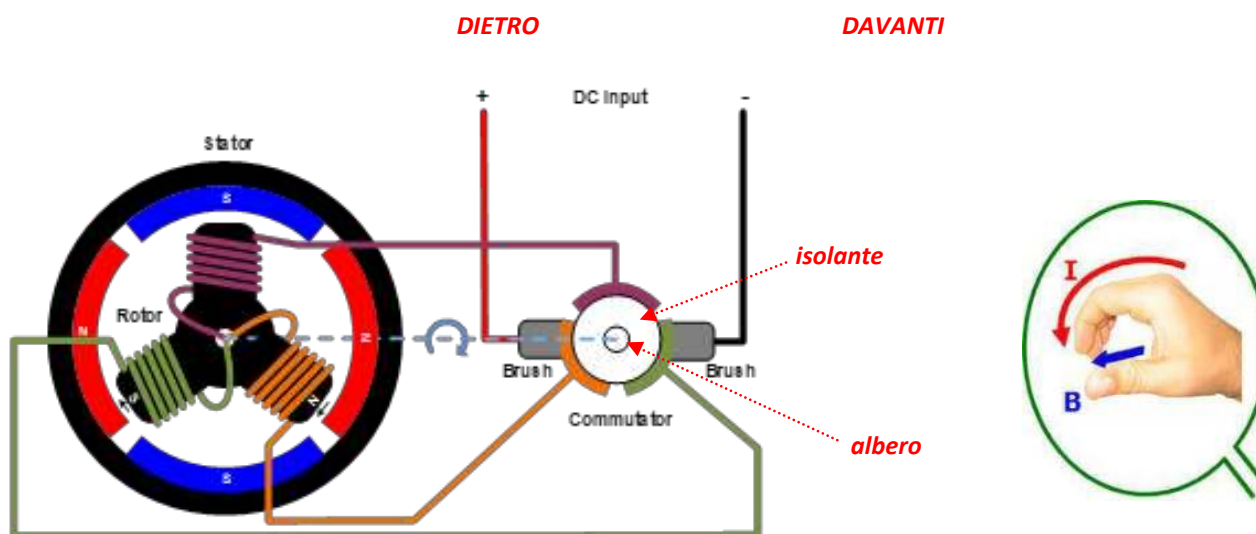 DIETRO DAVANTI
+ DC Input -
Stator
S
isolante
I
Rotor
N
N
Brush
Brush
B
S
N
Commutator
albero
S